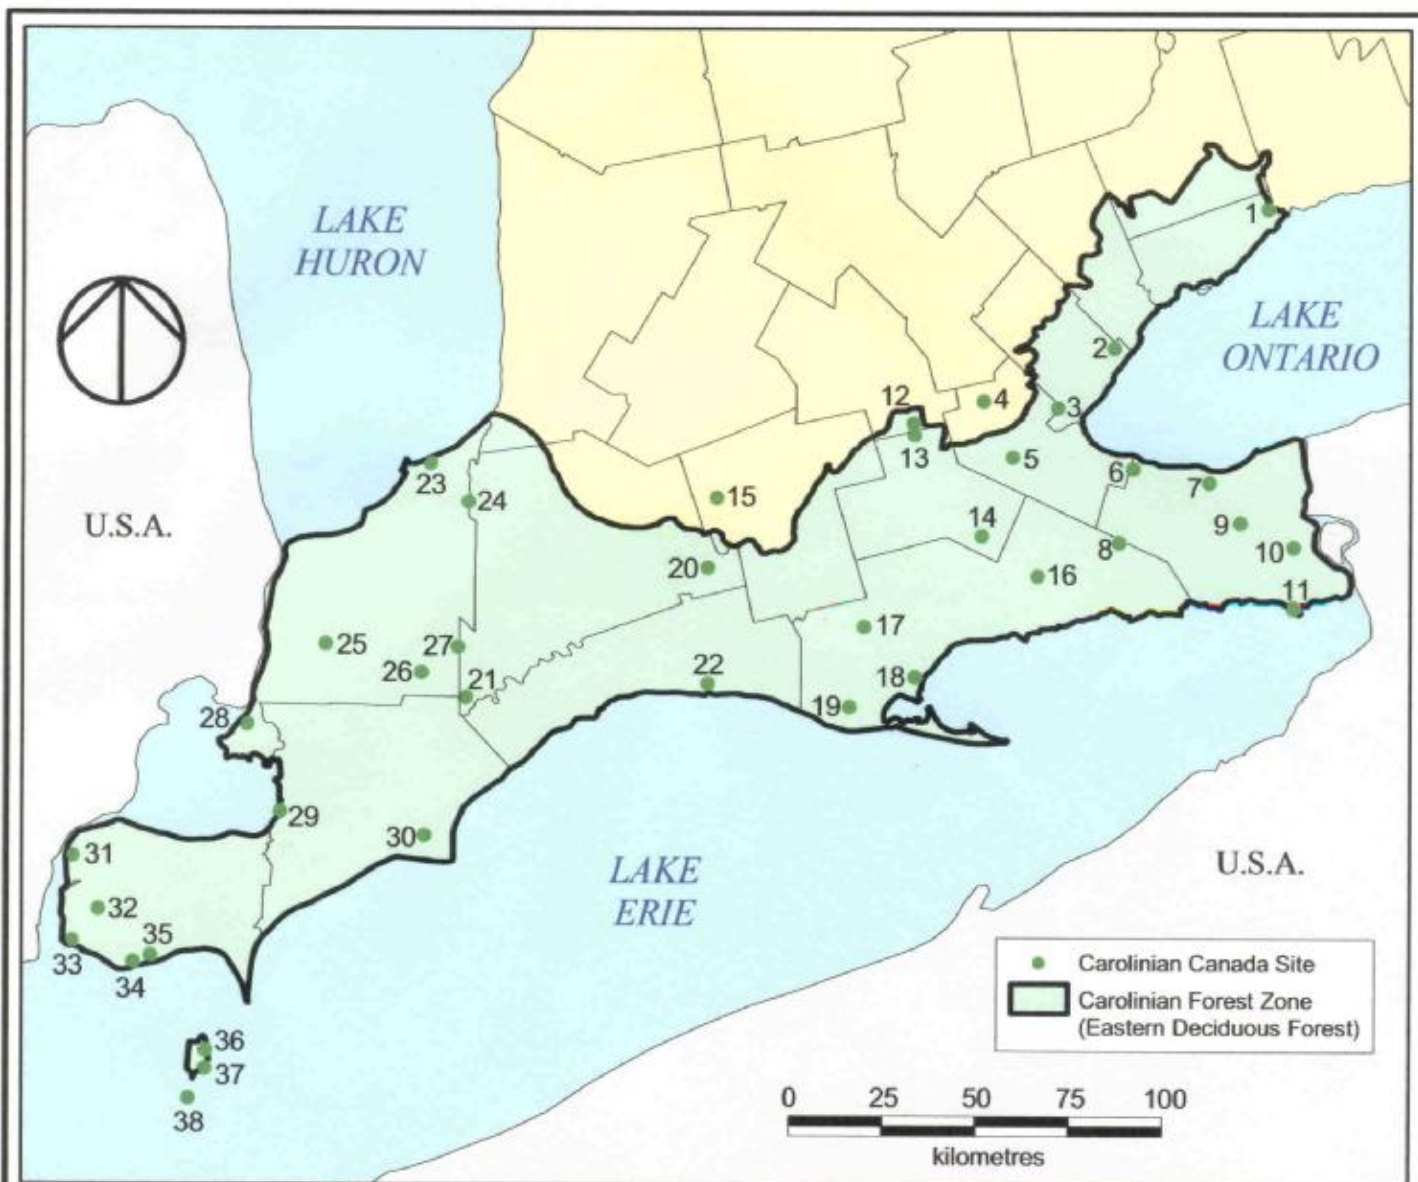 LAKE
HURON
1
LAKE
ONTARIO
2
12
4
3
13
5
6
23
7
24
15
U.S.A.
14
9
8
10
20
16
11
17
25
27
26
21
22
18
28
19
29
30
31
LAKE
ERIE
U.S.A.
32
35
33
34
Carolinian Canada Site
Carolinian Forest Zone
(Eastern Deciduous Forest)
36
37
38
0 25 50 75 100
kilometres